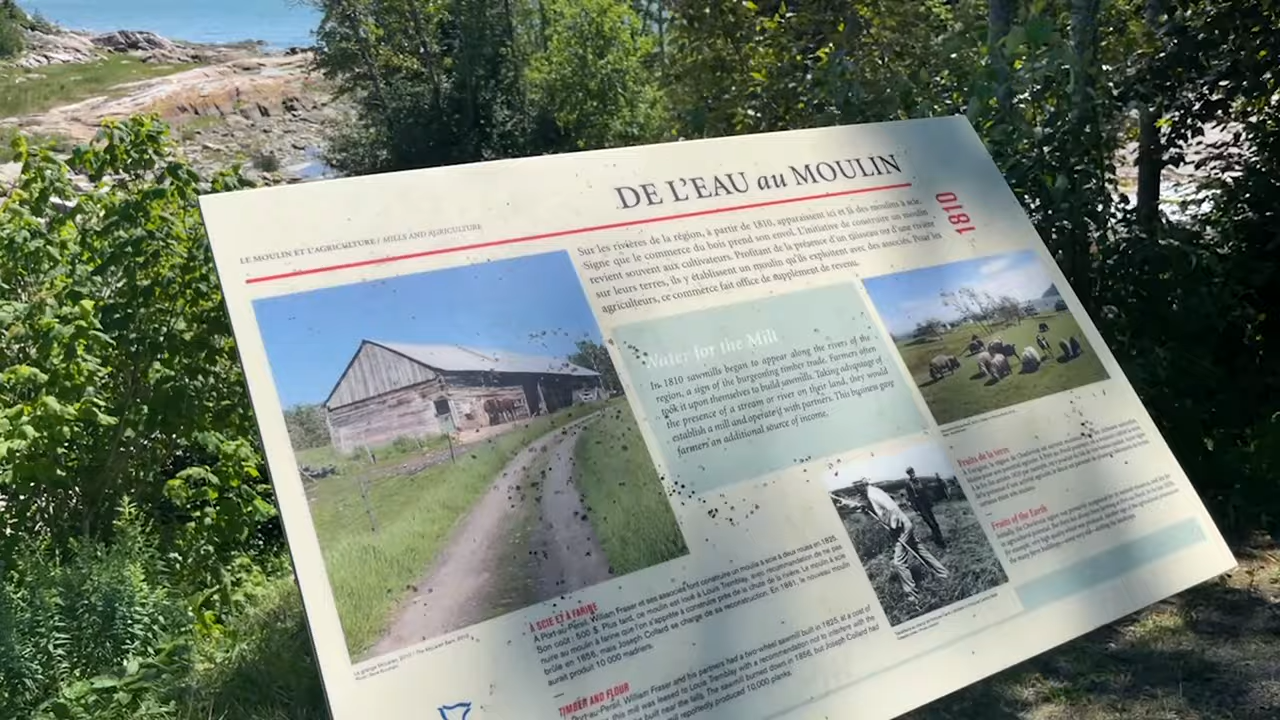 DE L'EAU au MOULIN
LE MOULIN ET L'AGRICULTURE / MILLS AND AGRICULTURE
1810
Sur les rivières de la région, à partir de 1810, apparaissent ici et là des moulins à scie.
Signe que le commerce du bois prend son envol. L'initiative de construire un moulin
revient souvent aux cultivateurs. Profitant de la présence d'un ruisseau ou d'une rivière
sur leurs terres, ils y établissent un moulin qu'ils exploitent avec des associés. Pour les
agriculteurs, ce commerce fait office de supplément de revenu.
Water for the Mill
In 1810 sawmills began to appear along the rivers of the
region, a sign of the burgeoning timber trade. Farmers often
took it upon themselves to build sawmills. Taking advantage of
the presence of a stream or river on their land, they would
establish a mill and operate it with partners. This business gave
farmers an additional source of income.
À SCIE ET À FARINE
À Port-au-Persil, William Fraser et ses associés font construire un moulin à scie à deux roues en 1825.
Son coût : 500 $. Plus tard, ce moulin est loué à Louis Tremblay, avec recommandation de ne pas
nuire au moulin à farine que l'on s'apprête à construire près de la chute de la rivière. Le moulin à scie
brûle en 1858, mais Joseph Collard se charge de sa reconstruction. En 1861, le nouveau moulin
aurait produit 10 000 madriers.
TIMBER AND FLOUR
Port-au-Persil, William Fraser and his partners had a two-wheel sawmill built in 1825, at a cost of
this mill was leased to Louis Tremblay with a recommendation not to interfere with the
built near the falls. The sawmill burned down in 1858, but Joseph Collard had
mill reportedly produced 10,000 planks.
Fruits de la terre
Fruits of the Earth